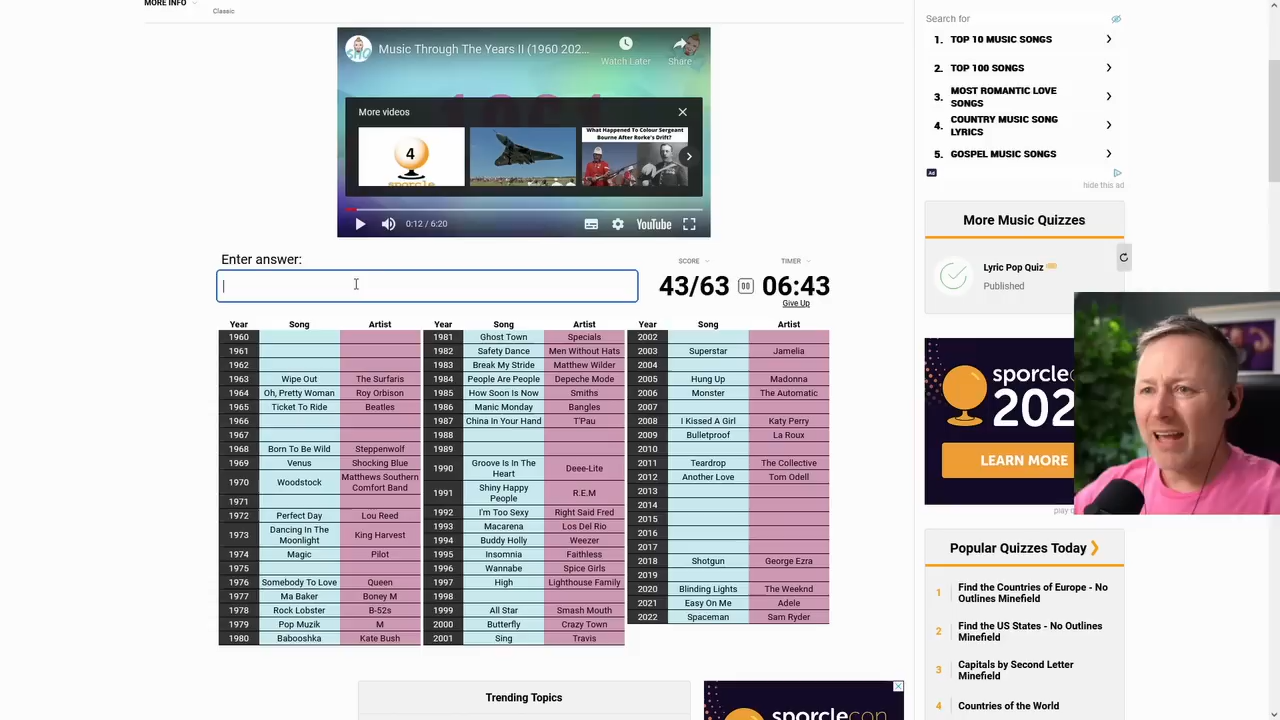 MORE INFO
Classic
Music Through The Years II (1960 202...
Watch Later
Share
More videos
4
sporcle
What Happened To Colour Sergeant
Bourne After Rorke's Drift?
0:12 / 6:20
YouTube
Enter answer:
SCORE
TIMER
43/63
06:43
Give Up
Year Song Artist
1960
1961
1962
1963 Wipe Out The Surfaris
1964 Oh, Pretty Woman Roy Orbison
1965 Ticket To Ride Beatles
1966
1967
1968 Born To Be Wild Steppenwolf
1969 Venus Shocking Blue
1970 Woodstock Matthews Southern
Comfort Band
1971
1972 Perfect Day Lou Reed
1973 Dancing In The
Moonlight King Harvest
1974 Magic Pilot
1975
1976 Somebody To Love Queen
1977 Ma Baker Boney M
1978 Rock Lobster B-52s
1979 Pop Muzik M
1980 Babooshka Kate Bush
Year Song Artist
1981 Ghost Town Specials
1982 Safety Dance Men Without Hats
1983 Break My Stride Matthew Wilder
1984 People Are People Depeche Mode
1985 How Soon Is Now Smiths
1986 Manic Monday Bangles
1987 China In Your Hand T'Pau
1988
1989
1990 Groove Is In The
Heart Deee-Lite
1991 Shiny Happy
People R.E.M
1992 I'm Too Sexy Right Said Fred
1993 Macarena Los Del Rio
1994 Buddy Holly Weezer
1995 Insomnia Faithless
1996 Wannabe Spice Girls
1997 High Lighthouse Family
1998
1999 All Star Smash Mouth
2000 Butterfly Crazy Town
2001 Sing Travis
Year Song Artist
2002
2003 Superstar Jamelia
2004
2005 Hung Up Madonna
2006 Monster The Automatic
2007
2008 I Kissed A Girl Katy Perry
2009 Bulletproof La Roux
2010
2011 Teardrop The Collective
2012 Another Love Tom Odell
2013
2014
2015
2016
2017
2018 Shotgun George Ezra
2019
2020 Blinding Lights The Weeknd
2021 Easy On Me Adele
2022 Spaceman Sam Ryder
Trending Topics
sporclecon
Search for
1. TOP 10 MUSIC SONGS
2. TOP 100 SONGS
3. MOST ROMANTIC LOVE
SONGS
4. COUNTRY MUSIC SONG
LYRICS
5. GOSPEL MUSIC SONGS
Ad
hide this ad
More Music Quizzes
Lyric Pop Quiz
Published
sporclec
202
LEARN MORE
Popular Quizzes Today
1 Find the Countries of Europe - No
Outlines Minefield
2 Find the US States - No Outlines
Minefield
3 Capitals by Second Letter
Minefield
4 Countries of the World